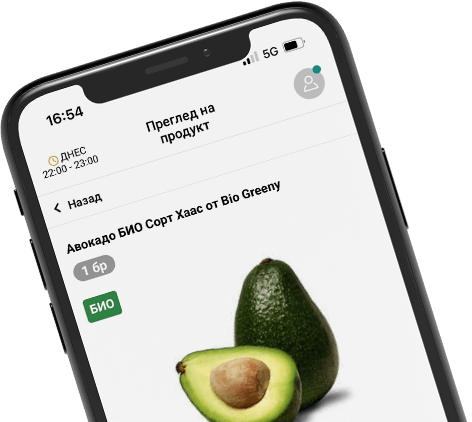 16:54
5G
ДНЕС
22:00 - 23:00
Преглед на
продукт
Назад
Авокадо БИО Сорт Хаас от Bio Greeny
1 бр
БИО